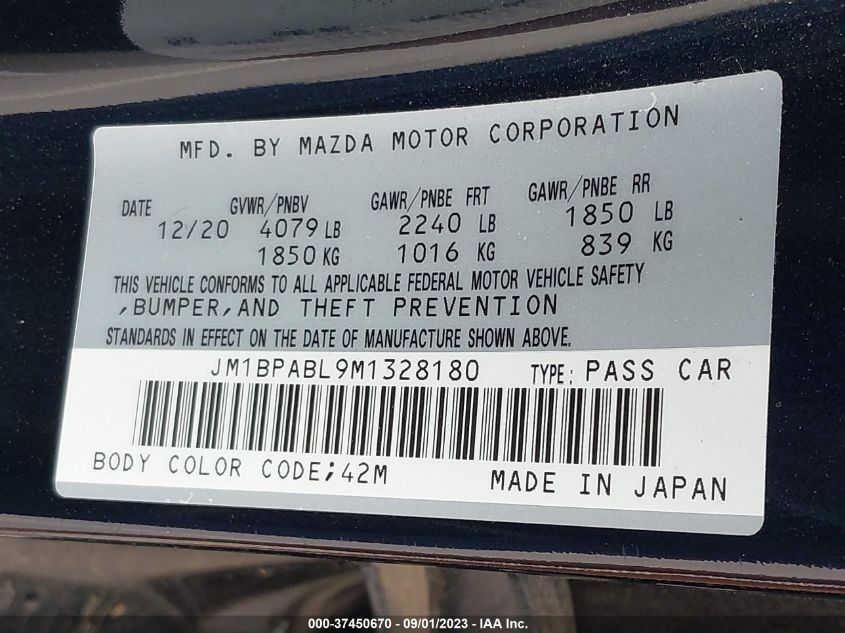 MFD. BY MAZDA MOTOR CORPORATION
DATE GVWR/PNBV GAWR/PNBE FRT GAWR/PNBE RR
12/20 4079 LB 2240 LB 1850 LB
1850 KG 1016 KG 839 KG
THIS VEHICLE CONFORMS TO ALL APPLICABLE FEDERAL MOTOR VEHICLE SAFETY
,BUMPER,AND THEFT PREVENTION
STANDARDS IN EFFECT ON THE DATE OF MANUFACTURE SHOWN ABOVE.
JM1BPABL9M1328180 TYPE: PASS CAR
BODY COLOR CODE;42M MADE IN JAPAN
000-37450670 - 09/01/2023 - IAA Inc.